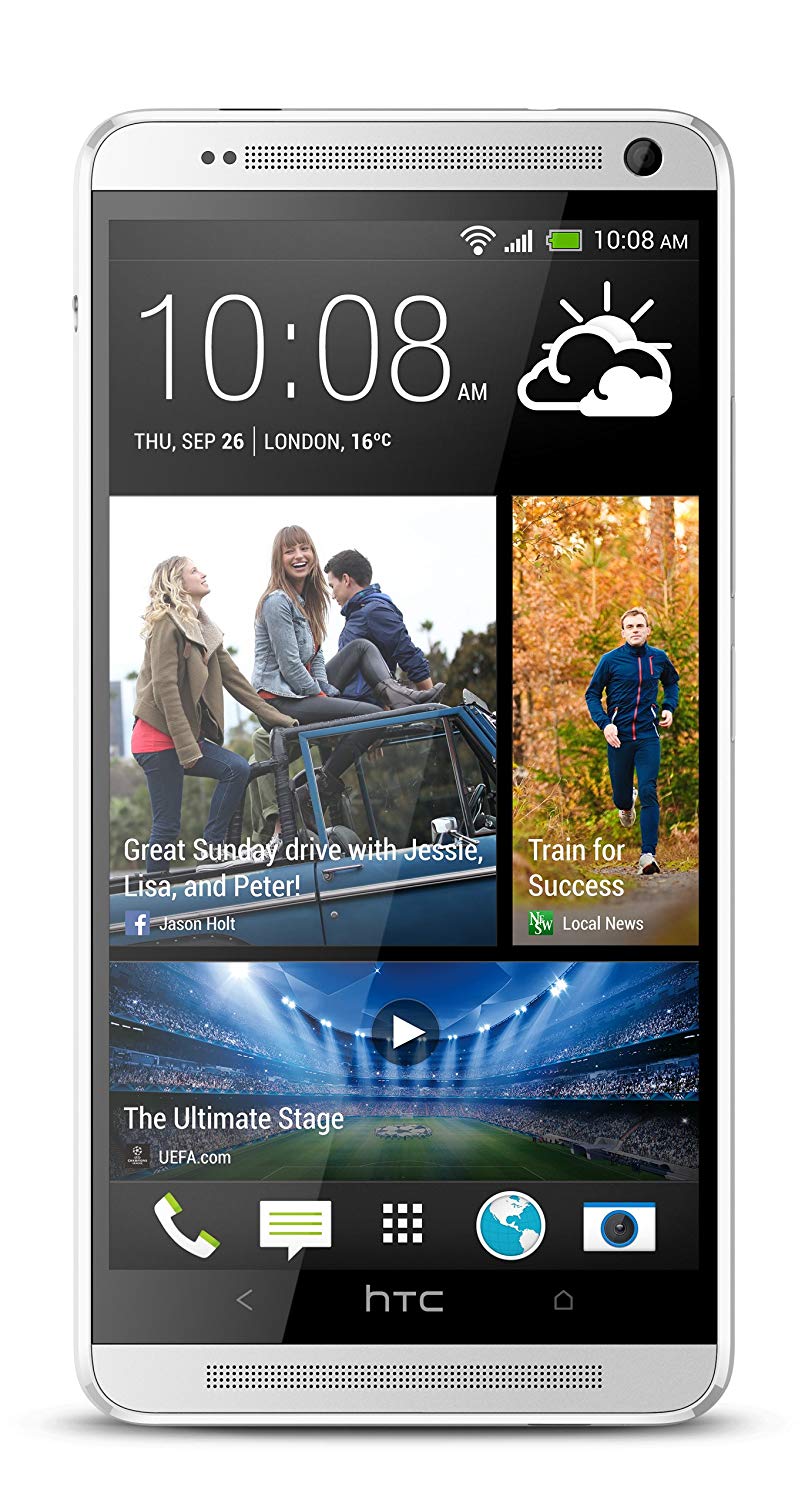 10:08 AM
10:08 AM
THU, SEP 26 | LONDON, 16°C
Great Sunday drive with Jessie,
Lisa, and Peter!
Jason Holt
Train for
Success
NFSW Local News
The Ultimate Stage
UEFA.com
hTC